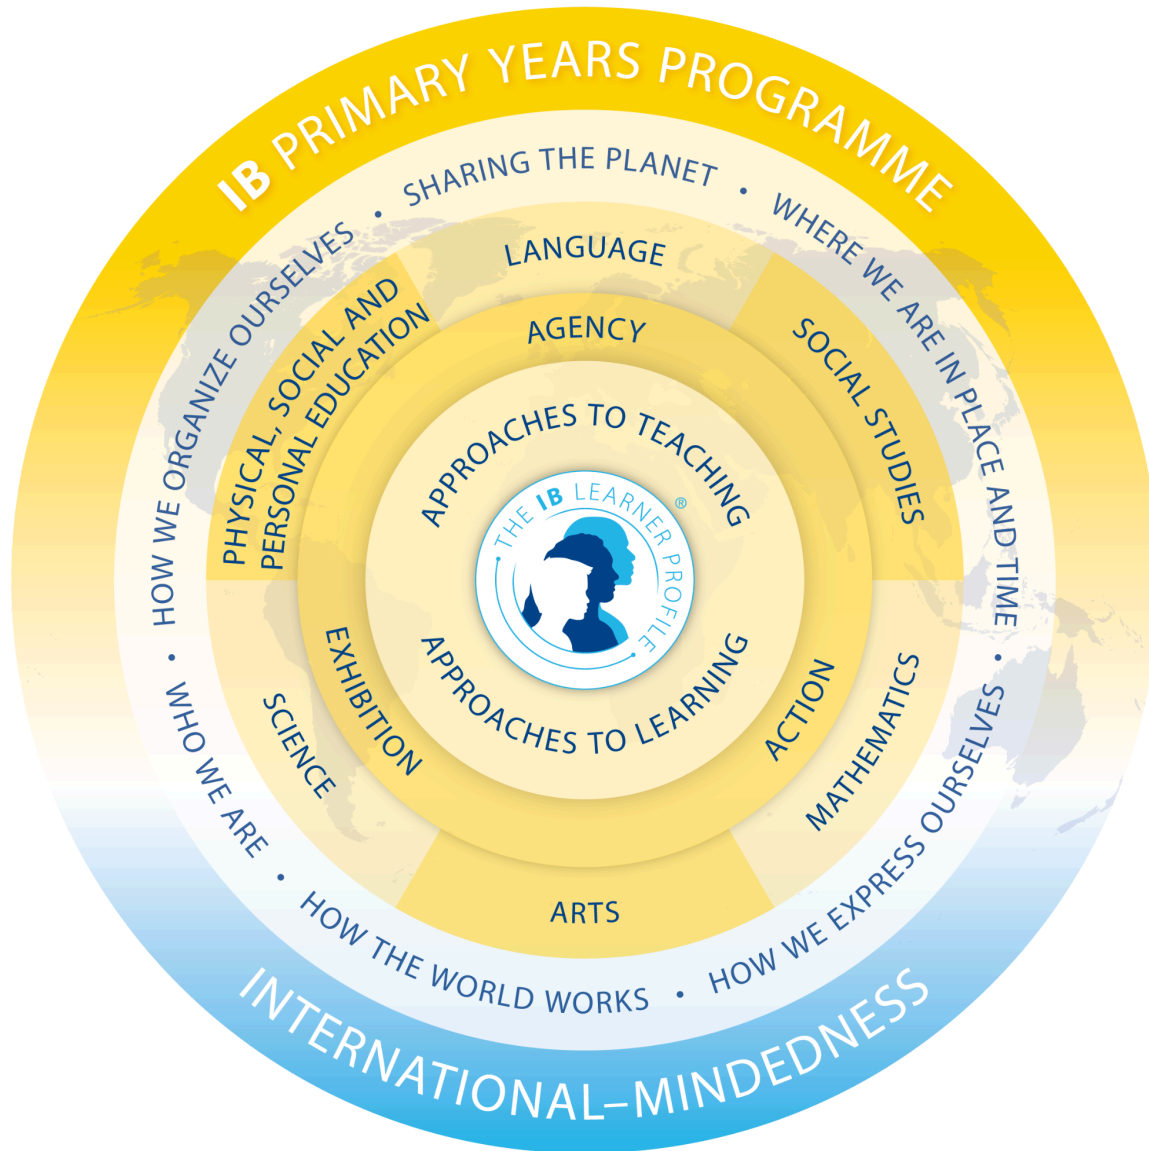 IB PRIMARY YEARS PROGRAMME
SHARING THE PLANET
•
WHERE WE ARE IN PLACE AND TIME
•
HOW WE EXPRESS OURSELVES
•
HOW THE WORLD WORKS
•
WHO WE ARE
•
HOW WE ORGANIZE OURSELVES
•
LANGUAGE
SOCIAL STUDIES
MATHEMATICS
ARTS
SCIENCE
PHYSICAL, SOCIAL AND
PERSONAL EDUCATION
AGENCY
ACTION
EXHIBITION
APPROACHES TO TEACHING
THE IB LEARNER PROFILE
®
APPROACHES TO LEARNING
INTERNATIONAL–MINDEDNESS